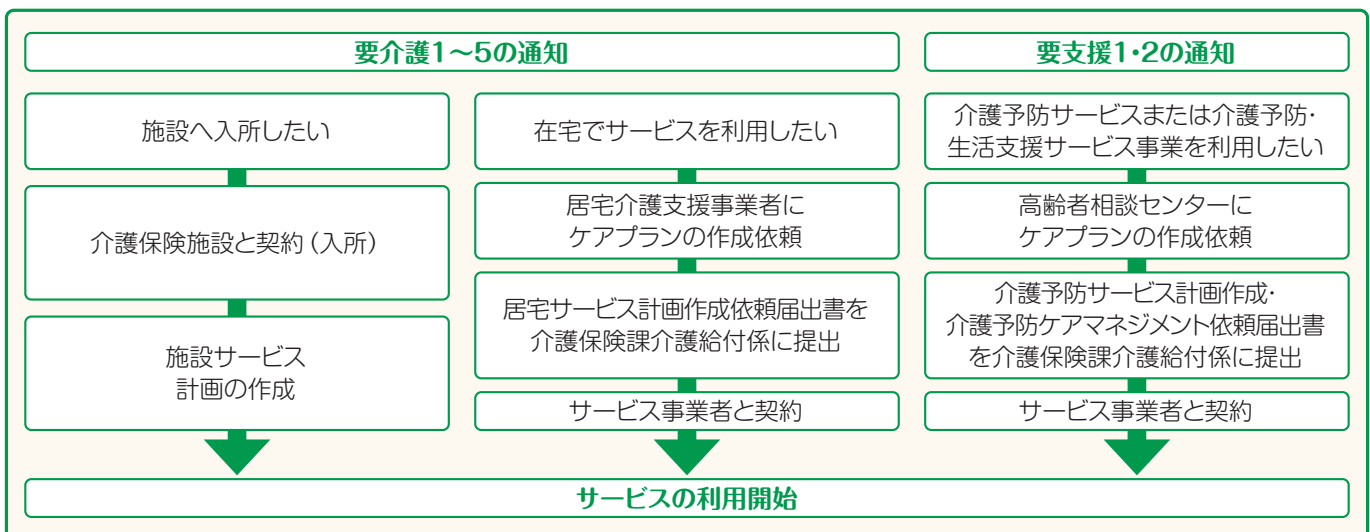 要介護1～5の通知
施設へ入所したい
介護保険施設と契約（入所）
施設サービス
計画の作成
在宅でサービスを利用したい
居宅介護支援事業者に
ケアプランの作成依頼
居宅サービス計画作成依頼届出書を
介護保険課介護給付係に提出
サービス事業者と契約
要支援1・2の通知
介護予防サービスまたは介護予防・
生活支援サービス事業を利用したい
高齢者相談センターに
ケアプランの作成依頼
介護予防サービス計画作成・
介護予防ケアマネジメント依頼届出書
を介護保険課介護給付係に提出
サービス事業者と契約
サービスの利用開始